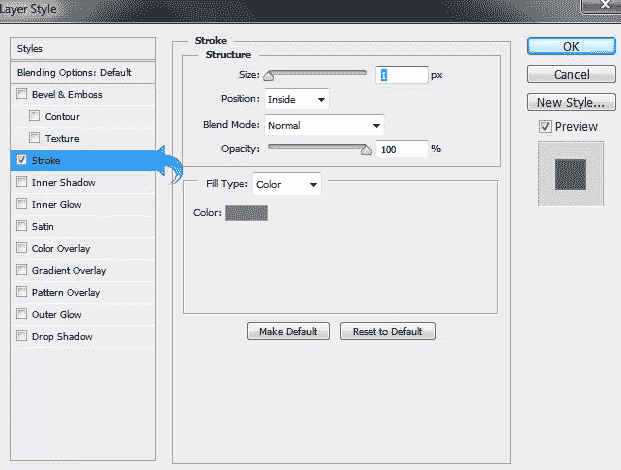 Layer Style
Styles
Blending Options: Default
Bevel & Emboss
Contour
Texture
Stroke
Inner Shadow
Inner Glow
Satin
Color Overlay
Gradient Overlay
Pattern Overlay
Outer Glow
Drop Shadow
Stroke
Structure
Size: 1 px
Position: Inside
Blend Mode: Normal
Opacity: 100 %
Fill Type: Color
Color:
Make Default Reset to Default
OK
Cancel
New Style...
Preview